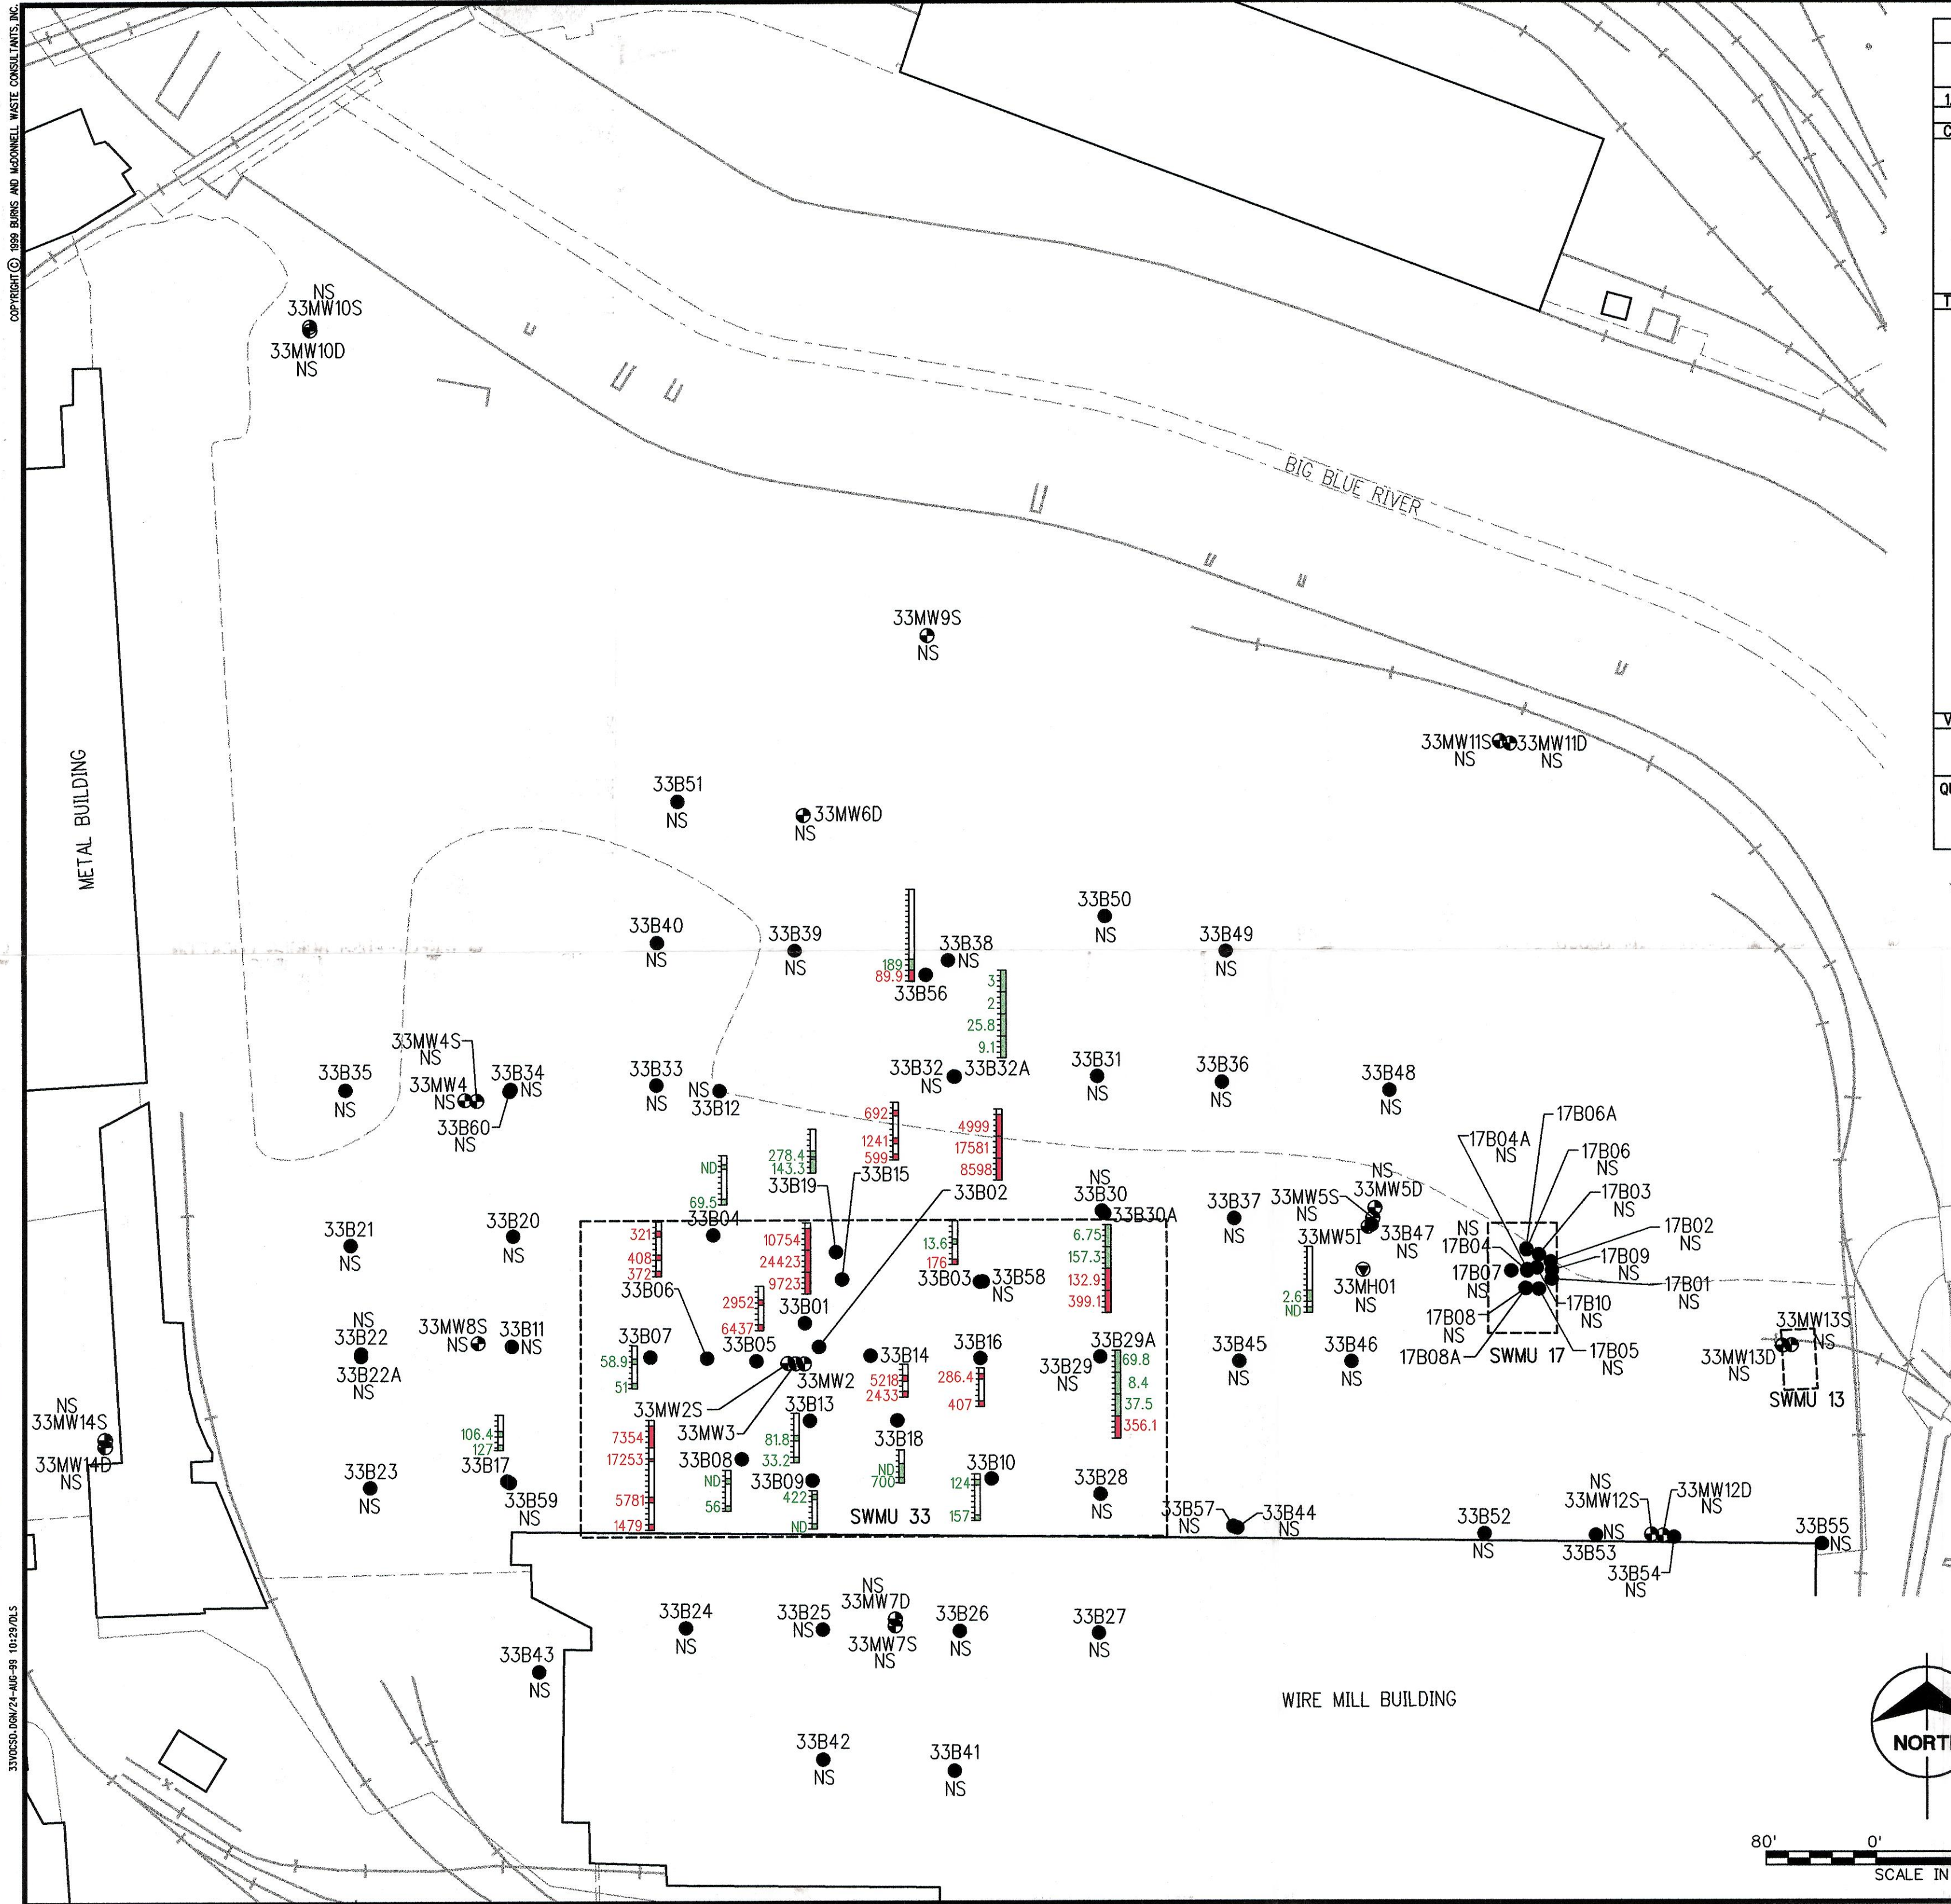 COPYRIGHT © 1999 BURNS AND McDONNELL WASTE CONSULTANTS, INC.
33VOCSO.DGN/24-AUG-99 10:29/DLS
NS
33MW10S
33MW10D
NS
BIG BLUE RIVER
33MW9S
NS
33MW11S
NS
33MW11D
NS
METAL BUILDING
33B51
NS
33MW6D
NS
33B50
NS
33B40
NS
33B39
NS
189
89.9
33B38
NS
33B56
33B49
NS
3
2
25.8
9.1
33MW4S
NS
33B35
NS
33MW4
NS
33B34
NS
33B60
NS
33B33
NS
NS
33B12
33B32
NS
33B32A
33B31
NS
33B36
NS
33B48
NS
692
1241
599
33B15
4999
17581
8598
33B02
278.4
143.3
33B19
ND
69.5
33B04
NS
33B30
33B30A
33B37
NS
33MW5S
NS
NS
33MW5D
33MW5I
33B47
NS
17B06A
17B04A
NS
17B06
NS
17B03
NS
17B02
NS
NS
17B04
17B09
NS
17B07
NS
17B01
NS
17B10
NS
17B08
NS
17B08A
17B05
NS
SWMU 17
33B21
NS
33B20
NS
321
408
372
33B06
10754
24423
9723
33B01
13.6
176
33B03
33B58
NS
6.75
157.3
132.9
399.1
2.6
ND
33MH01
NS
2952
6437
33B05
NS
33B22
33B22A
NS
33MW8S
NS
33B11
NS
33B07
58.9
51
33MW2
33MW2S
33MW3
33B14
5218
2433
33B16
286.4
407
33B29
NS
33B29A
69.8
8.4
37.5
356.1
33B45
NS
33B46
NS
33MW13S
NS
33MW13D
NS
SWMU 13
NS
33MW14S
33MW14D
NS
33B23
NS
106.4
127
33B17
33B59
NS
7354
17253
5781
1479
33B13
81.8
33.2
33B08
ND
56
33B09
422
ND
33B18
ND
700
33B10
124
157
SWMU 33
33B28
NS
33B57
NS
33B44
NS
33B52
NS
NS
33MW12S
33MW12D
NS
NS
33B53
33B54
NS
33B55
NS
33B24
NS
33B25
NS
NS
33MW7D
33MW7S
NS
33B26
NS
33B27
NS
33B43
NS
33B42
NS
33B41
NS
WIRE MILL BUILDING
80'
0'
SCALE IN